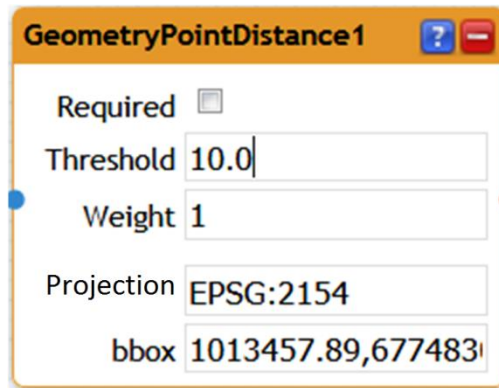 GeometryPointDistance1 ?
Required
Threshold 10.0
Weight 1
Projection EPSG:2154
bbox 1013457.89,677483